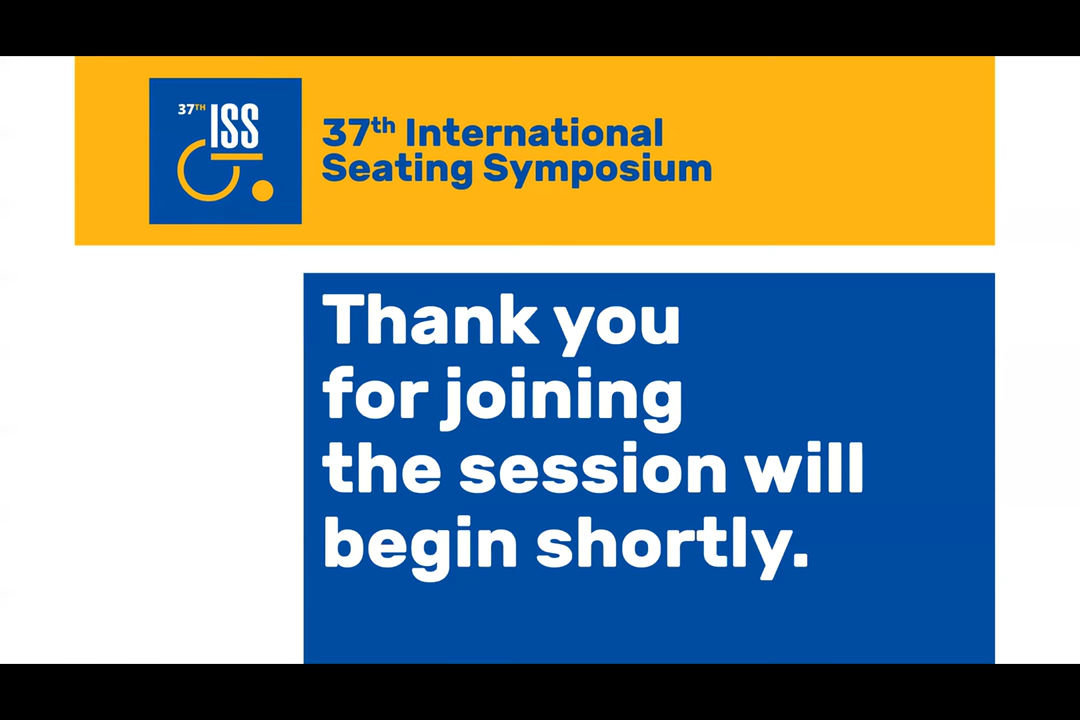 37TH ISS
37th International
Seating Symposium
Thank you
for joining
the session will
begin shortly.